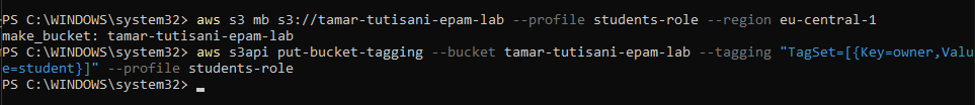 PS C:\WINDOWS\system32> aws s3 mb s3://tamar-tutisani-epam-lab --profile students-role --region eu-central-1
make_bucket: tamar-tutisani-epam-lab
PS C:\WINDOWS\system32> aws s3api put-bucket-tagging --bucket tamar-tutisani-epam-lab --tagging "TagSet=[{Key=owner,Valu
e=student}]" --profile students-role
PS C:\WINDOWS\system32>